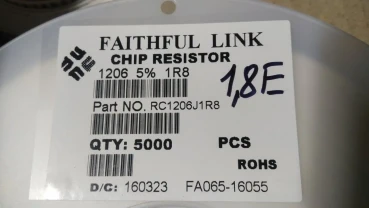 FAITHFUL LINK
CHIP RESISTOR
1206 5% 1R8
1,8E
Part NO. RC1206J1R8
QTY: 5000 PCS
ROHS
D/C: 160323 FA065-16055